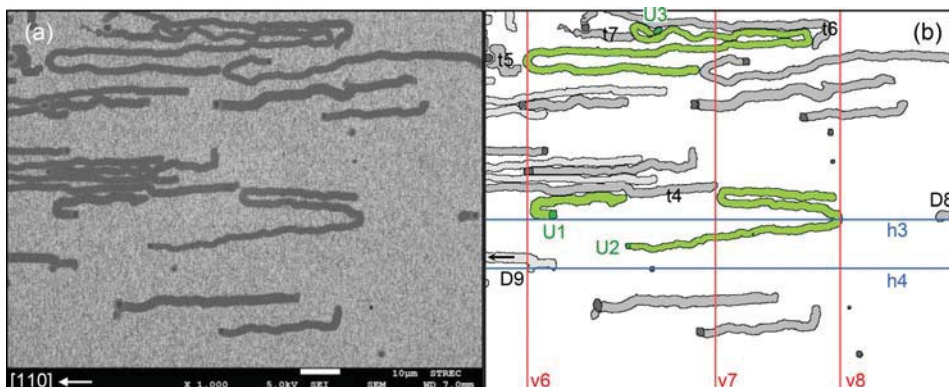 (a)
[110]
10µm STREC
X 1,000 5.0kV SEI SEM WD 7.0mm
U3
t6
(b)
t7
t5
t4
D8
U1
h3
U2
D9
h4
v6 v7 v8